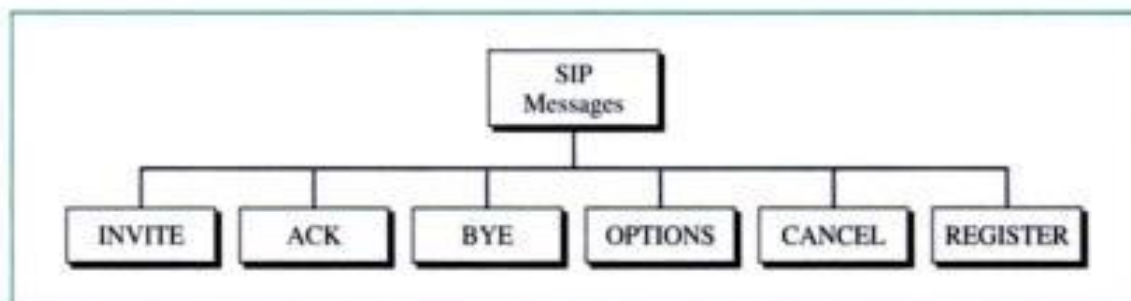 SIP
Messages
INVITE
ACK
BYE
OPTIONS
CANCEL
REGISTER